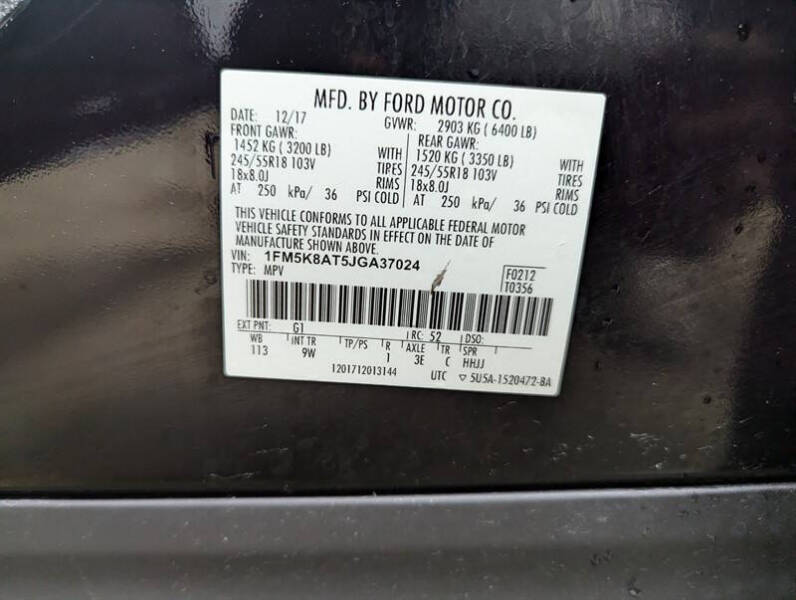 MFD. BY FORD MOTOR CO.
DATE: 12/17 GVWR: 2903 KG ( 6400 LB)
FRONT GAWR: REAR GAWR:
1452 KG ( 3200 LB) WITH 1520 KG ( 3350 LB) WITH
245/55R18 103V TIRES 245/55R18 103V TIRES
18x8.0J RIMS 18x8.0J RIMS
AT 250 kPa/ 36 PSI COLD AT 250 kPa/ 36 PSI COLD
THIS VEHICLE CONFORMS TO ALL APPLICABLE FEDERAL MOTOR
VEHICLE SAFETY STANDARDS IN EFFECT ON THE DATE OF
MANUFACTURE SHOWN ABOVE.
VIN: 1FM5K8AT5JGA37024 F0212
TYPE: MPV T0356
EXT PNT: G1 RC: 52 DSO:
WB INT TR TP/PS R AXLE TR SPR
113 9W 1 3E C HHJJ
1201712013144 UTC ▽ 5U5A-1520472-BA